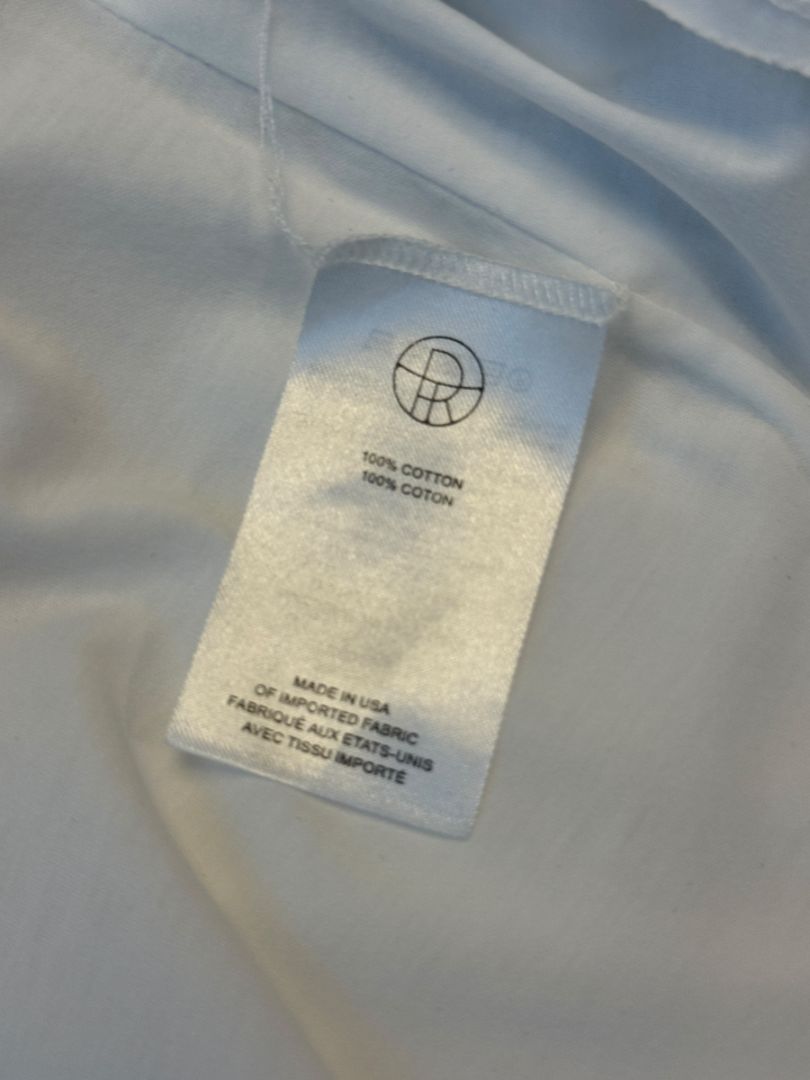 100% COTTON
100% COTON
MADE IN USA
OF IMPORTED FABRIC
FABRIQUÉ AUX ETATS-UNIS
AVEC TISSU IMPORTÉ